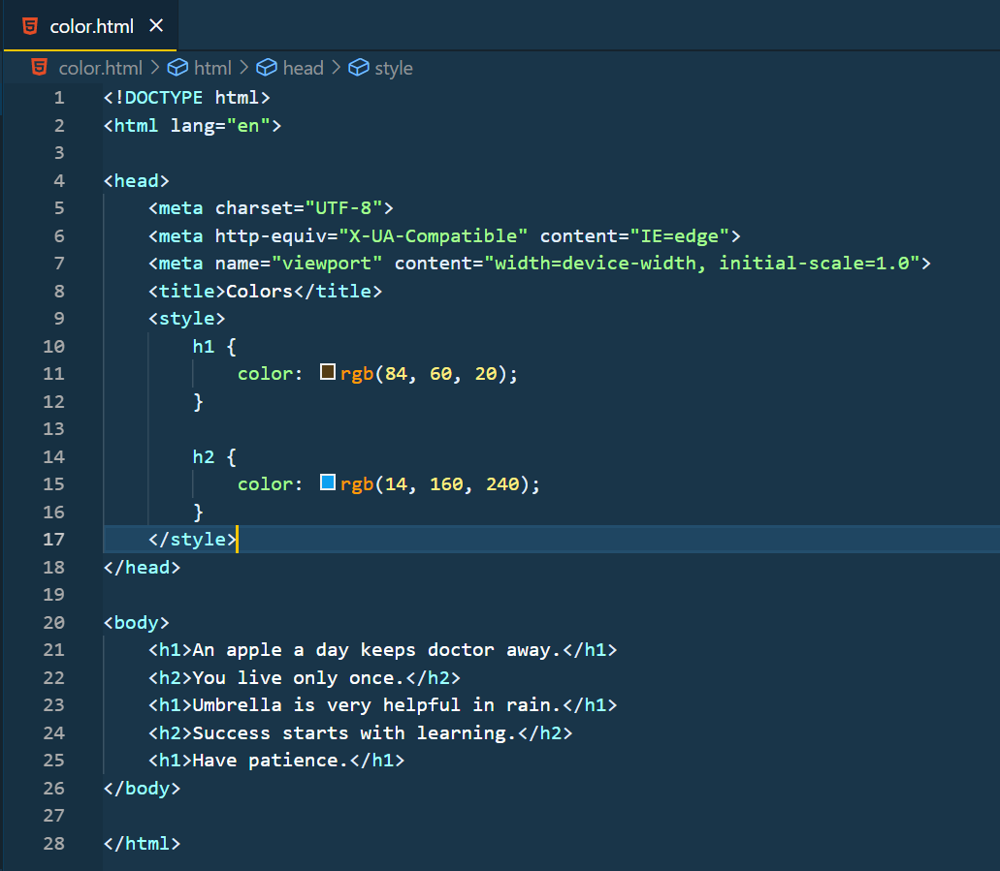 color.html
color.html > html > head > style
1 <!DOCTYPE html>
2 <html lang="en">
3
4 <head>
5     <meta charset="UTF-8">
6     <meta http-equiv="X-UA-Compatible" content="IE=edge">
7     <meta name="viewport" content="width=device-width, initial-scale=1.0">
8     <title>Colors</title>
9     <style>
10         h1 {
11             color: rgb(84, 60, 20);
12         }
13
14         h2 {
15             color: rgb(14, 160, 240);
16         }
17     </style>
18 </head>
19
20 <body>
21     <h1>An apple a day keeps doctor away.</h1>
22     <h2>You live only once.</h2>
23     <h1>Umbrella is very helpful in rain.</h1>
24     <h2>Success starts with learning.</h2>
25     <h1>Have patience.</h1>
26 </body>
27
28 </html>